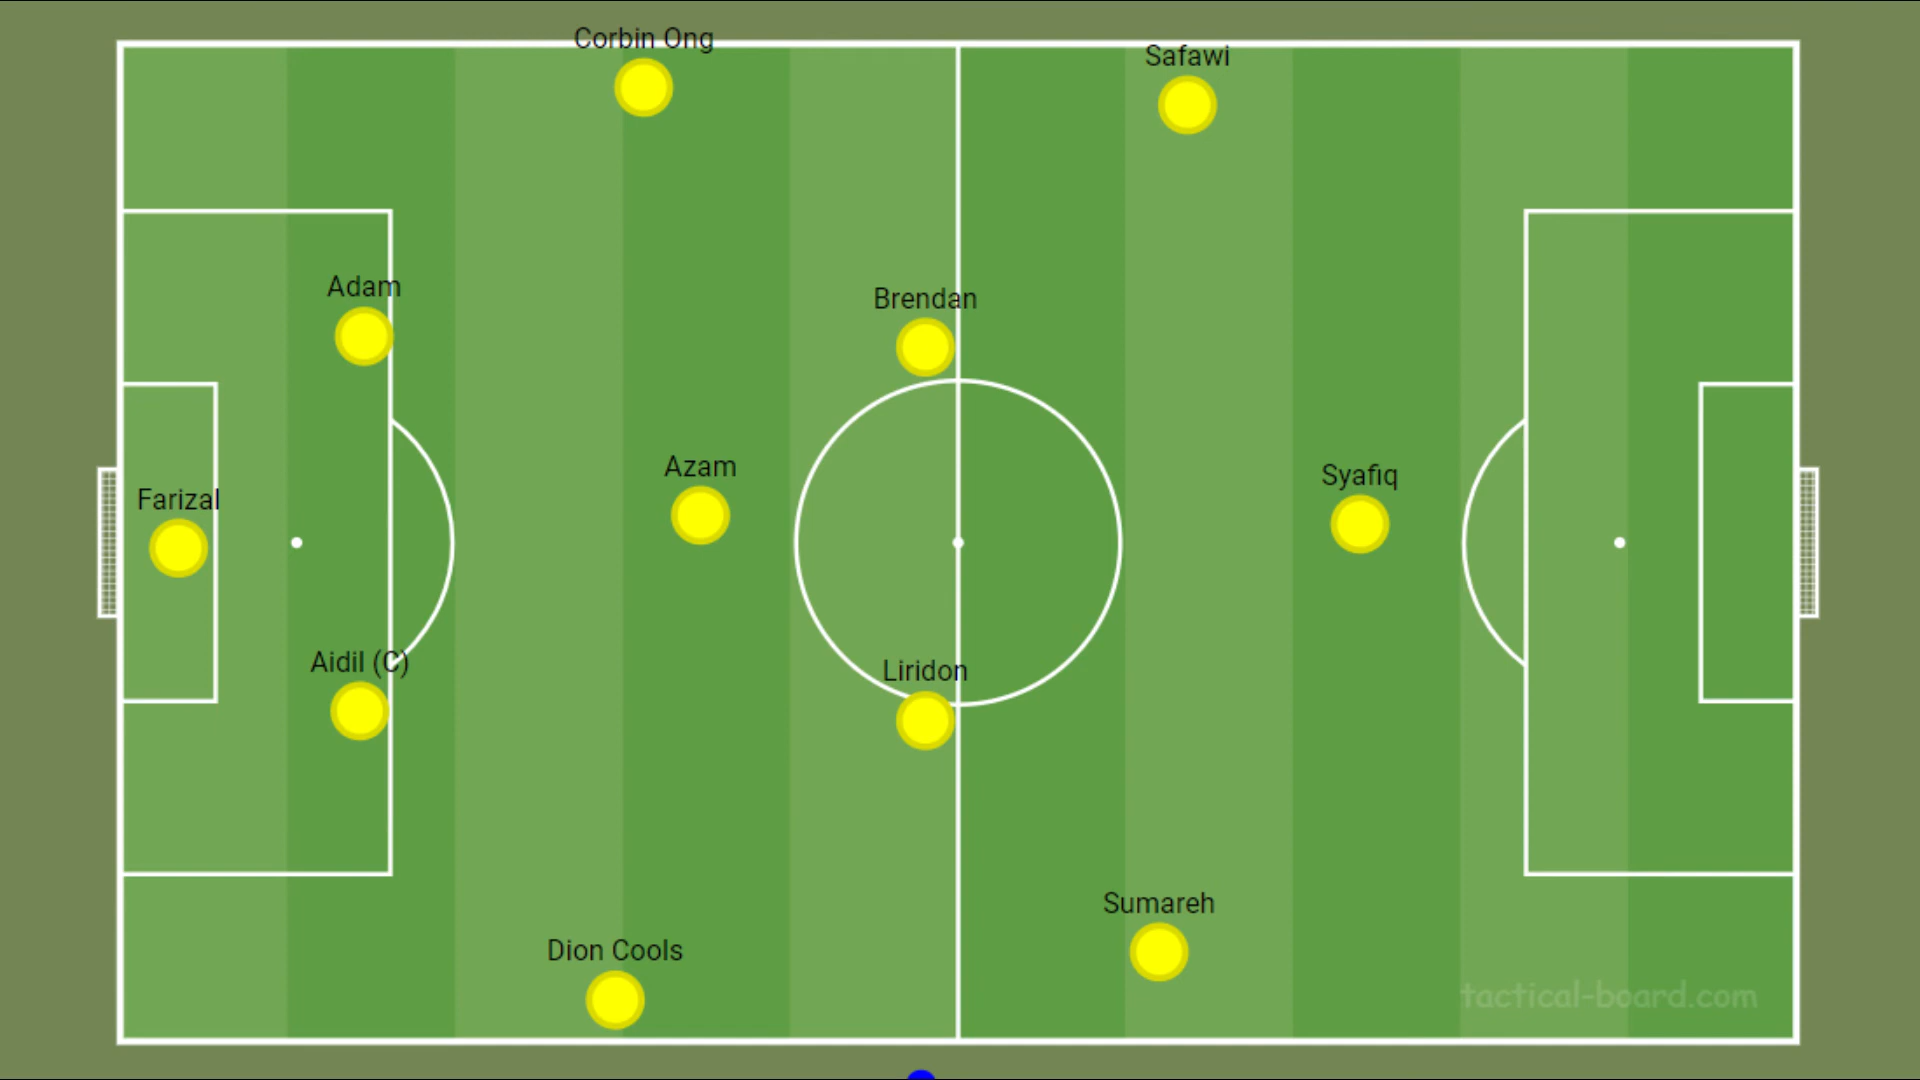 Corbin Ong
Safawi
Adam
Brendan
Azam
Syafiq
Farizal
Aidil (C)
Liridon
Sumareh
Dion Cools
tactical-board.com